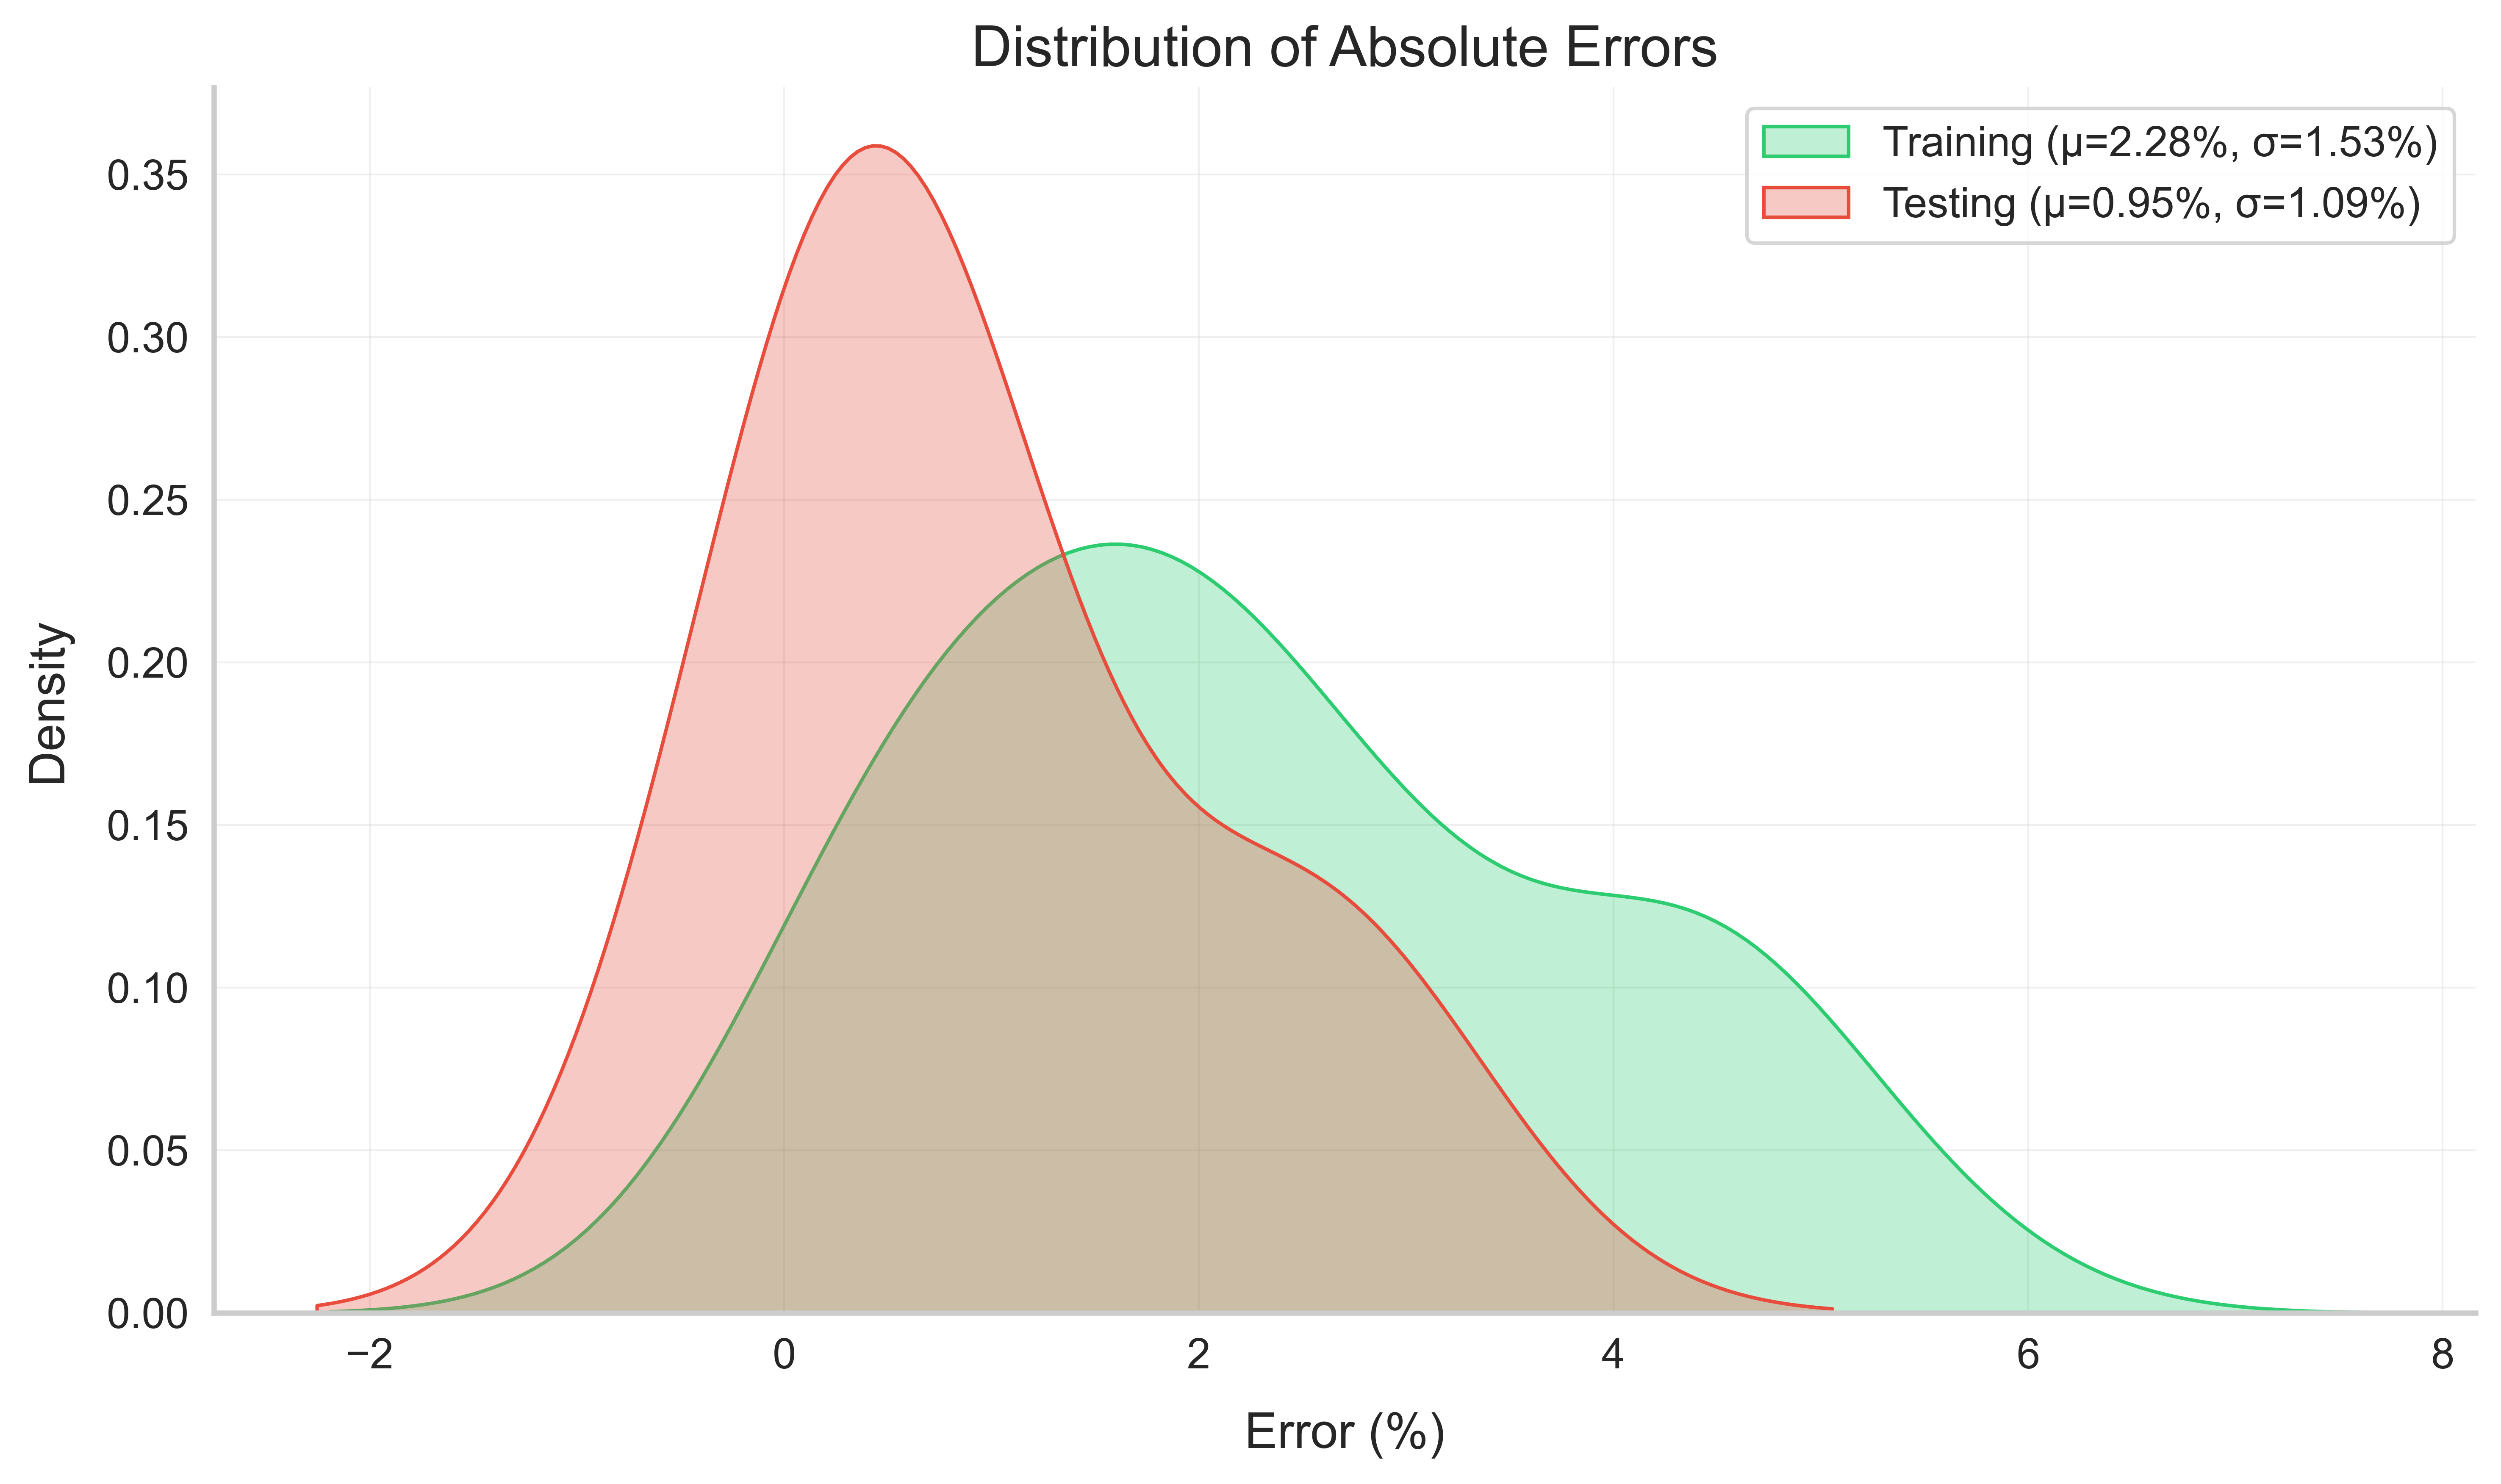 Distribution of Absolute Errors
Training (μ=2.28%, σ=1.53%)
Testing (μ=0.95%, σ=1.09%)
Density
0.35
0.30
0.25
0.20
0.15
0.10
0.05
0.00
−2
0
2
4
6
8
Error (%)